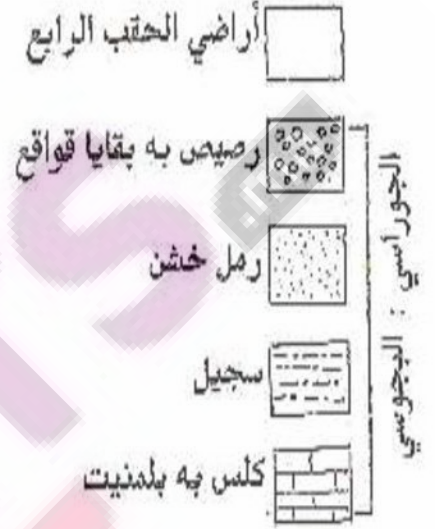 أراضي الحقب الرابع
رصيص به بقايا قواقع
رمل خشن
سجيل
كلس به بلمنيت
الجوراسي : البجوسي